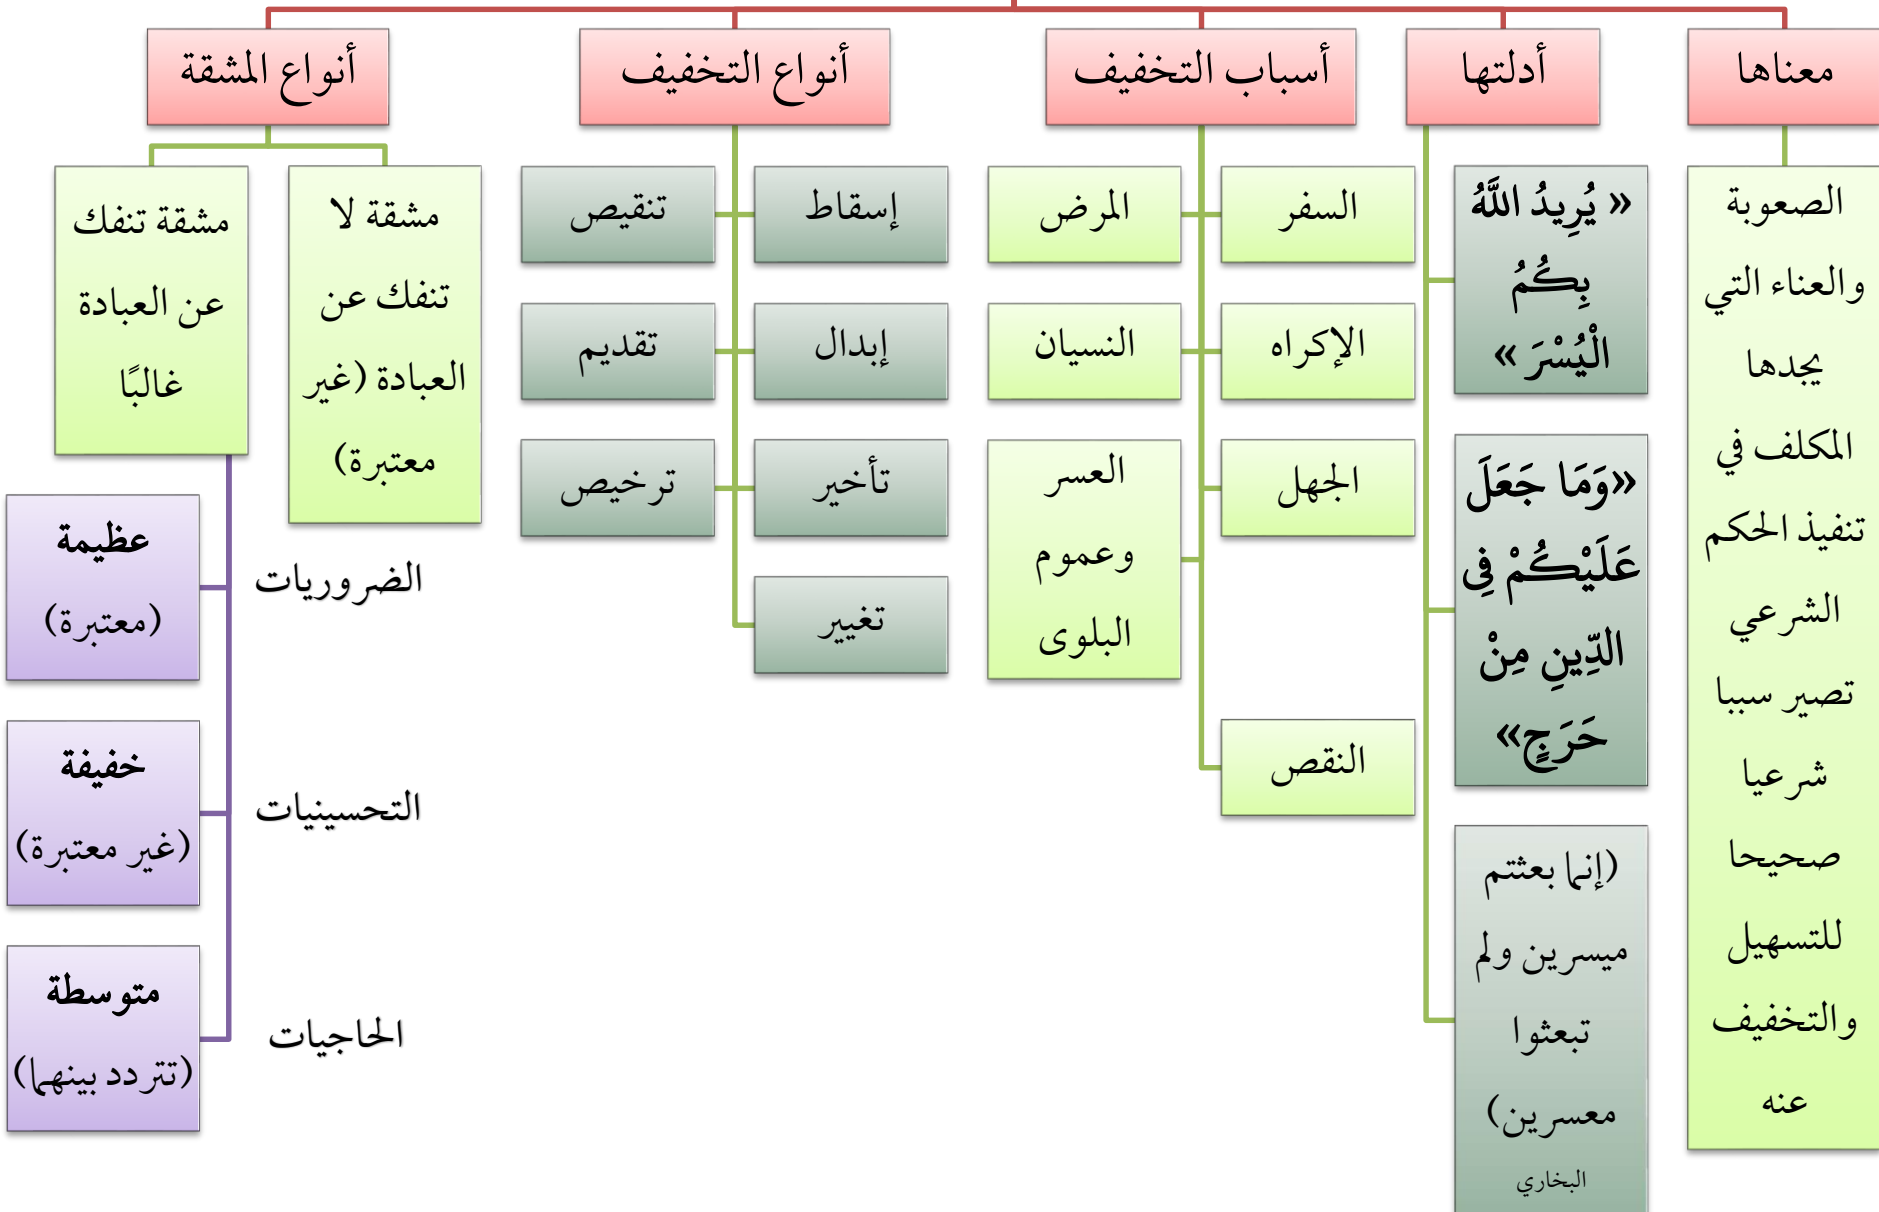 معناها
الصعوبة
والعناء التي
يجدها
المكلف في
تنفيذ الحكم
الشرعي
تصير سببا
شرعيا
صحيحا
للتسهيل
والتخفيف
عنه
أدلتها
« يُرِيدُ اللَّهُ
بِكُمُ
الْيُسْرَ »
«وَمَا جَعَلَ
عَلَيْكُمْ فِى
الدِّينِ مِنْ
حَرَجٍ»
(إنما بعثتم
ميسرين ولم
تبعثوا
معسرين)
البخاري
أسباب التخفيف
السفر
المرض
الإكراه
النسيان
الجهل
العسر
وعموم
البلوى
النقص
أنواع التخفيف
إسقاط
تنقيص
إبدال
تقديم
تأخير
ترخيص
تغيير
أنواع المشقة
مشقة لا
تنفك عن
العبادة (غير
معتبرة)
مشقة تنفك
عن العبادة
غالبًا
عظيمة
(معتبرة)
الضروريات
خفيفة
(غير معتبرة)
التحسينيات
متوسطة
(تتردد بينهما)
الحاجيات